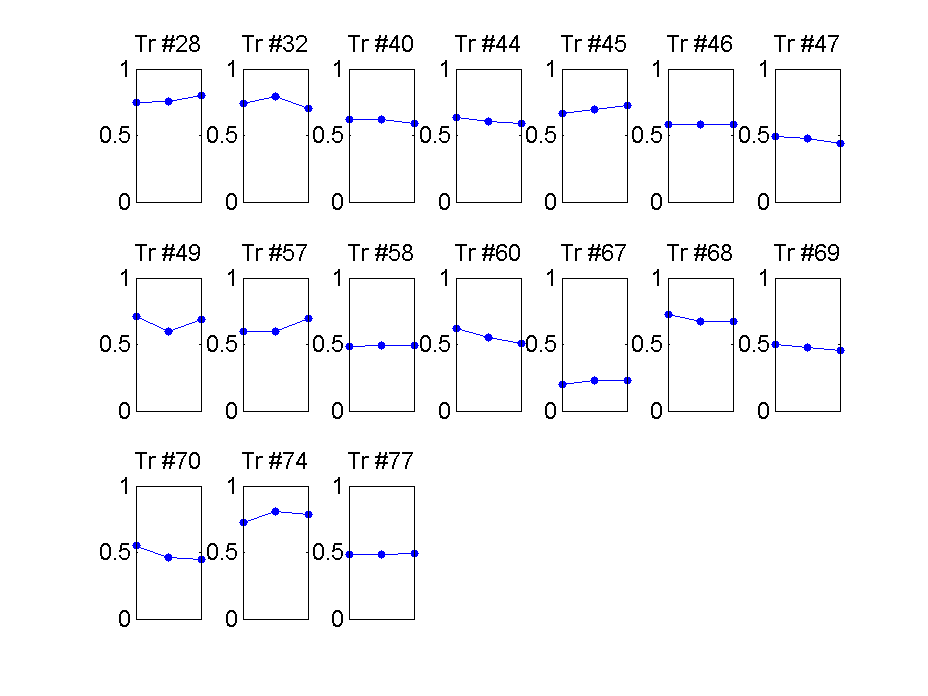 Tr #28 Tr #32 Tr #40 Tr #44 Tr #45 Tr #46 Tr #47
1 1 1 1 1 1 1
0.5 0.5 0.5 0.5 0.5 0.5 0.5
0 0 0 0 0 0 0
Tr #49 Tr #57 Tr #58 Tr #60 Tr #67 Tr #68 Tr #69
1 1 1 1 1 1 1
0.5 0.5 0.5 0.5 0.5 0.5 0.5
0 0 0 0 0 0 0
Tr #70 Tr #74 Tr #77
1 1 1
0.5 0.5 0.5
0 0 0